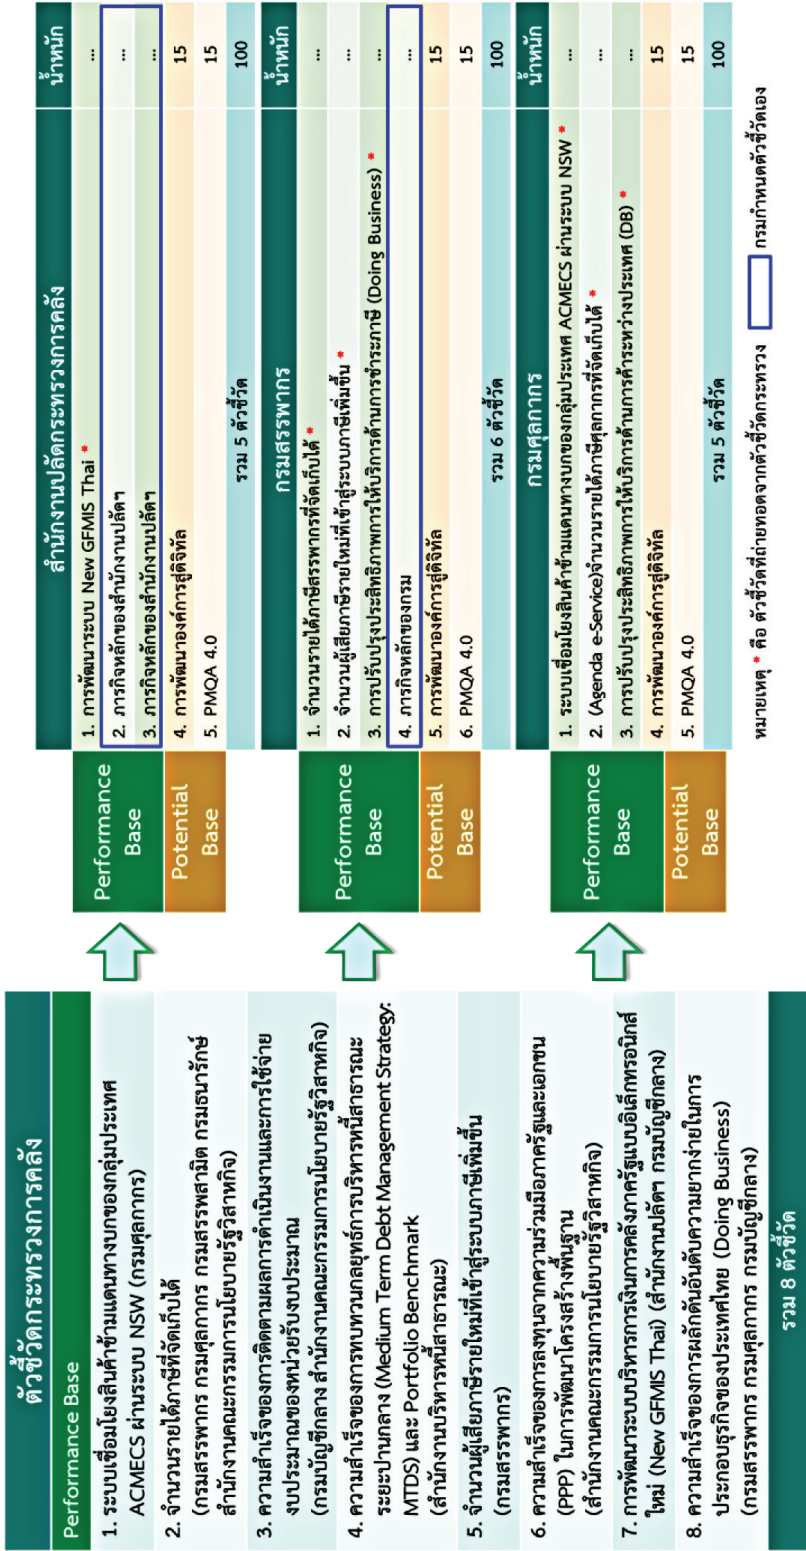 ตัวชี้วัดกระทรวงการคลัง
Performance Base
1. ระบบเชื่อมโยงสินค้าข้ามแดนทางบกของกลุ่มประเทศ
ACMECS ผ่านระบบ NSW (กรมศุลกากร)
2. จำนวนรายได้ภาษีที่จัดเก็บได้
(กรมสรรพากร กรมศุลกากร กรมสรรพสามิต กรมธนารักษ์
สำนักงานคณะกรรมการนโยบายรัฐวิสาหกิจ)
3. ความสำเร็จของการติดตามผลการดำเนินงานและการใช้จ่าย
งบประมาณของหน่วยรับงบประมาณ
(กรมบัญชีกลาง สำนักงานคณะกรรมการนโยบายรัฐวิสาหกิจ)
4. ความสำเร็จของการทบทวนกลยุทธ์การบริหารหนี้สาธารณะ
ระยะปานกลาง (Medium Term Debt Management Strategy:
MTDS) และ Portfolio Benchmark
(สำนักงานบริหารหนี้สาธารณะ)
5. จำนวนผู้เสียภาษีรายใหม่ที่เข้าสู่ระบบภาษีเพิ่มขึ้น
(กรมสรรพากร)
6. ความสำเร็จของการลงทุนจากความร่วมมือภาครัฐและเอกชน
(PPP) ในการพัฒนาโครงสร้างพื้นฐาน
(สำนักงานคณะกรรมการนโยบายรัฐวิสาหกิจ)
7. การพัฒนาระบบบริหารการเงินการคลังภาครัฐแบบอิเล็กทรอนิกส์
ใหม่ (New GFMIS Thai) (สำนักงานปลัดฯ กรมบัญชีกลาง)
8. ความสำเร็จของการผลักดันอันดับความยากง่ายในการ
ประกอบธุรกิจของประเทศไทย (Doing Business)
(กรมสรรพากร กรมศุลกากร กรมบัญชีกลาง)
รวม 8 ตัวชี้วัด
สำนักงานปลัดกระทรวงการคลัง น้ำหนัก
Performance
Base
1. การพัฒนาระบบ New GFMIS Thai * ...
2. ภารกิจหลักของสำนักงานปลัดฯ ...
3. ภารกิจหลักของสำนักงานปลัดฯ ...
Potential
Base
4. การพัฒนาองค์การสู่ดิจิทัล 15
5. PMQA 4.0 15
รวม 5 ตัวชี้วัด 100
กรมสรรพากร น้ำหนัก
Performance
Base
1. จำนวนรายได้ภาษีสรรพากรที่จัดเก็บได้ * ...
2. จำนวนผู้เสียภาษีรายใหม่ที่เข้าสู่ระบบภาษีเพิ่มขึ้น * ...
3. การปรับปรุงประสิทธิภาพการให้บริการด้านการชำระภาษี (Doing Business) * ...
4. ภารกิจหลักของกรม ...
Potential
Base
5. การพัฒนาองค์การสู่ดิจิทัล 15
6. PMQA 4.0 15
รวม 6 ตัวชี้วัด 100
กรมศุลกากร น้ำหนัก
Performance
Base
1. ระบบเชื่อมโยงสินค้าข้ามแดนทางบกของกลุ่มประเทศ ACMECS ผ่านระบบ NSW * ...
2. (Agenda e-Service)จำนวนรายได้ภาษีศุลกากรที่จัดเก็บได้ * ...
3. การปรับปรุงประสิทธิภาพการให้บริการด้านการค้าระหว่างประเทศ (DB) * ...
Potential
Base
4. การพัฒนาองค์การสู่ดิจิทัล 15
5. PMQA 4.0 15
รวม 5 ตัวชี้วัด 100
หมายเหตุ * คือ ตัวชี้วัดที่ถ่ายทอดจากตัวชี้วัดกระทรวง กรมกำหนดตัวชี้วัดเอง